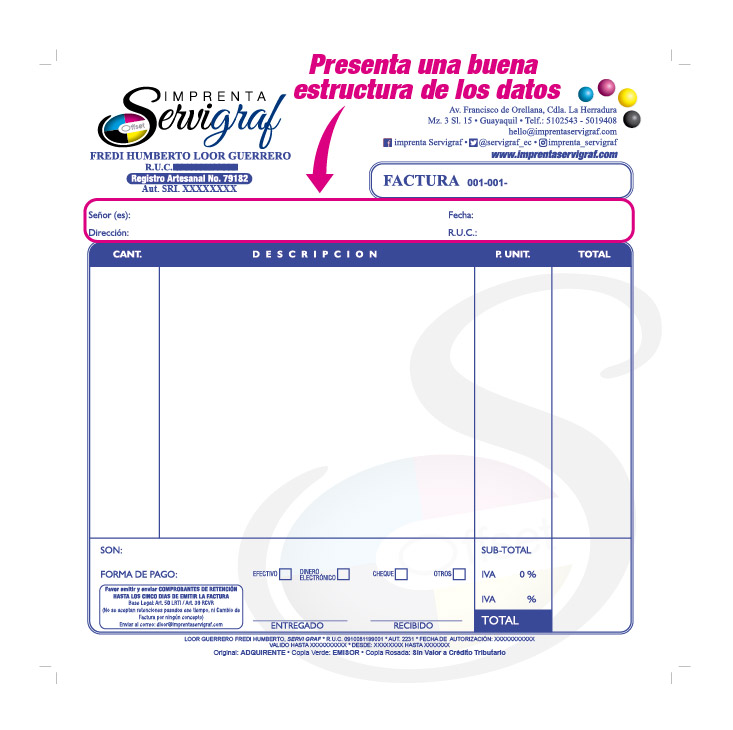 Presenta una buena
estructura de los datos
IMPRENTA
Servigraf
Offset
FREDI HUMBERTO LOOR GUERRERO
R.U.C.
Registro Artesanal No. 79182
Aut. SRI. XXXXXXXX
Av. Francisco de Orellana, Cdla. La Herradura
Mz. 3 Sl. 15 • Guayaquil • Telf.: 5102543 - 5019408
hello@imprentaservigraf.com
imprenta Servigraf • @servigraf_ec • imprenta_servigraf
www.imprentaservigraf.com
FACTURA 001-001-
Señor (es): Fecha:
Dirección: R.U.C.:
CANT. DESCRIPCION P. UNIT. TOTAL
Offset
SON: SUB-TOTAL
FORMA DE PAGO: EFECTIVO DINERO ELECTRÓNICO CHEQUE OTROS IVA 0 %
Favor emitir y enviar COMPROBANTES DE RETENCIÓN
HASTA LOS CINCO DIAS DE EMITIR LA FACTURA
Base Legal: Art. 50 LRTI / Art. 39 RCVR
(No se aceptan retenciones pasados ese tiempo, ni Cambio de
Factura por ningún concepto)
Enviar al correo: dloor@imprentaservigraf.com
IVA %
ENTREGADO RECIBIDO TOTAL
LOOR GUERRERO FREDI HUMBERTO, SERVI GRAF * R.U.C. 0910081199001 * AUT. 2231 * FECHA DE AUTORIZACIÓN: XXXXXXXXXXX
VALIDO HASTA XXXXXXXXXX * DESDE: XXXXXXXX HASTA XXXXXXX
Original: ADQUIRENTE • Copia Verde: EMISOR • Copia Rosada: Sin Valor a Crédito Tributario